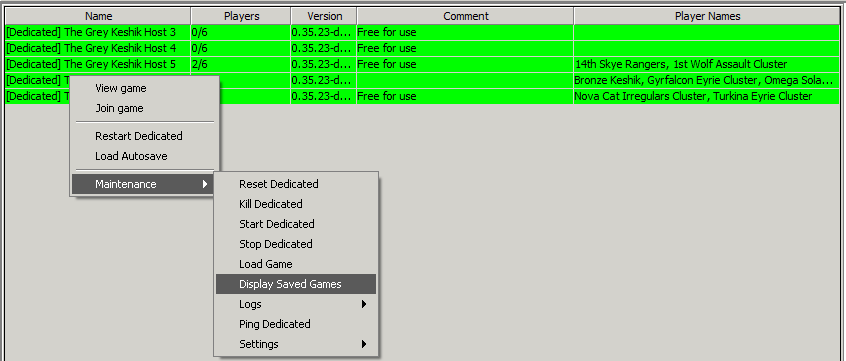 Name Players Version Comment Player Names
[Dedicated] The Grey Keshik Host 3 0/6 0.35.23-d... Free for use
[Dedicated] The Grey Keshik Host 4 0/6 0.35.23-d... Free for use
[Dedicated] The Grey Keshik Host 5 2/6 0.35.23-d... Free for use 14th Skye Rangers, 1st Wolf Assault Cluster
[Dedicated] T 0.35.23-d... Bronze Keshik, Gyrfalcon Eyrie Cluster, Omega Sola...
[Dedicated] T 0.35.23-d... Free for use Nova Cat Irregulars Cluster, Turkina Eyrie Cluster
View game
Join game
Restart Dedicated
Load Autosave
Maintenance
Reset Dedicated
Kill Dedicated
Start Dedicated
Stop Dedicated
Load Game
Display Saved Games
Logs
Ping Dedicated
Settings